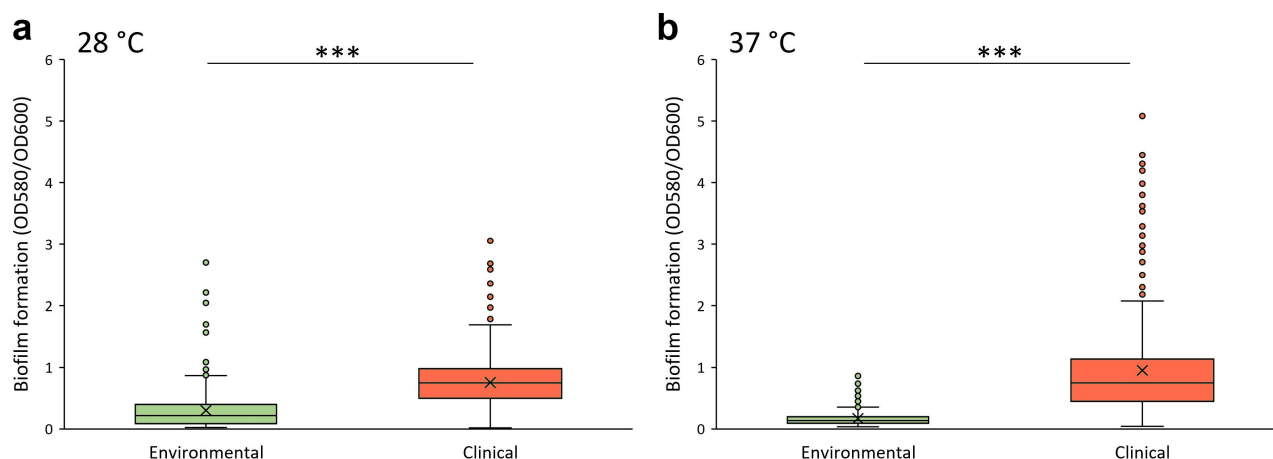 a
28 °C
***
Biofilm formation (OD580/OD600)
6
5
4
3
2
1
0
Environmental
Clinical
b
37 °C
***
Biofilm formation (OD580/OD600)
6
5
4
3
2
1
0
Environmental
Clinical